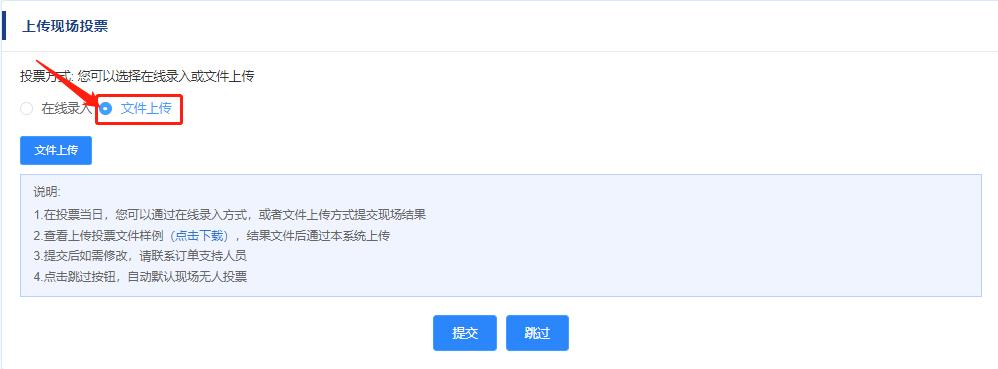 上传现场投票
投票方式: 您可以选择在线录入或文件上传
在线录入 文件上传
文件上传
说明:
1.在投票当日，您可以通过在线录入方式，或者文件上传方式提交现场结果
2.查看上传投票文件样例（点击下载），结果文件后通过本系统上传
3.提交后如需修改，请联系订单支持人员
4.点击跳过按钮，自动默认现场无人投票
提交 跳过